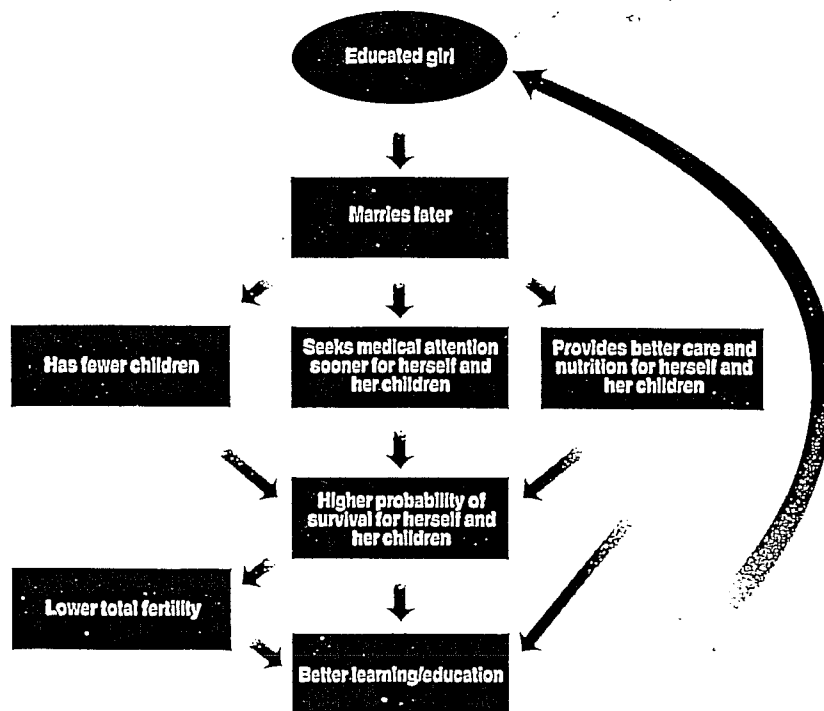 Educated girl
Marries later
Has fewer children
Seeks medical attention
sooner for herself and
her children
Provides better care and
nutrition for herself and
her children
Higher probability of
survival for herself and
her children
Lower total fertility
Better learning/education